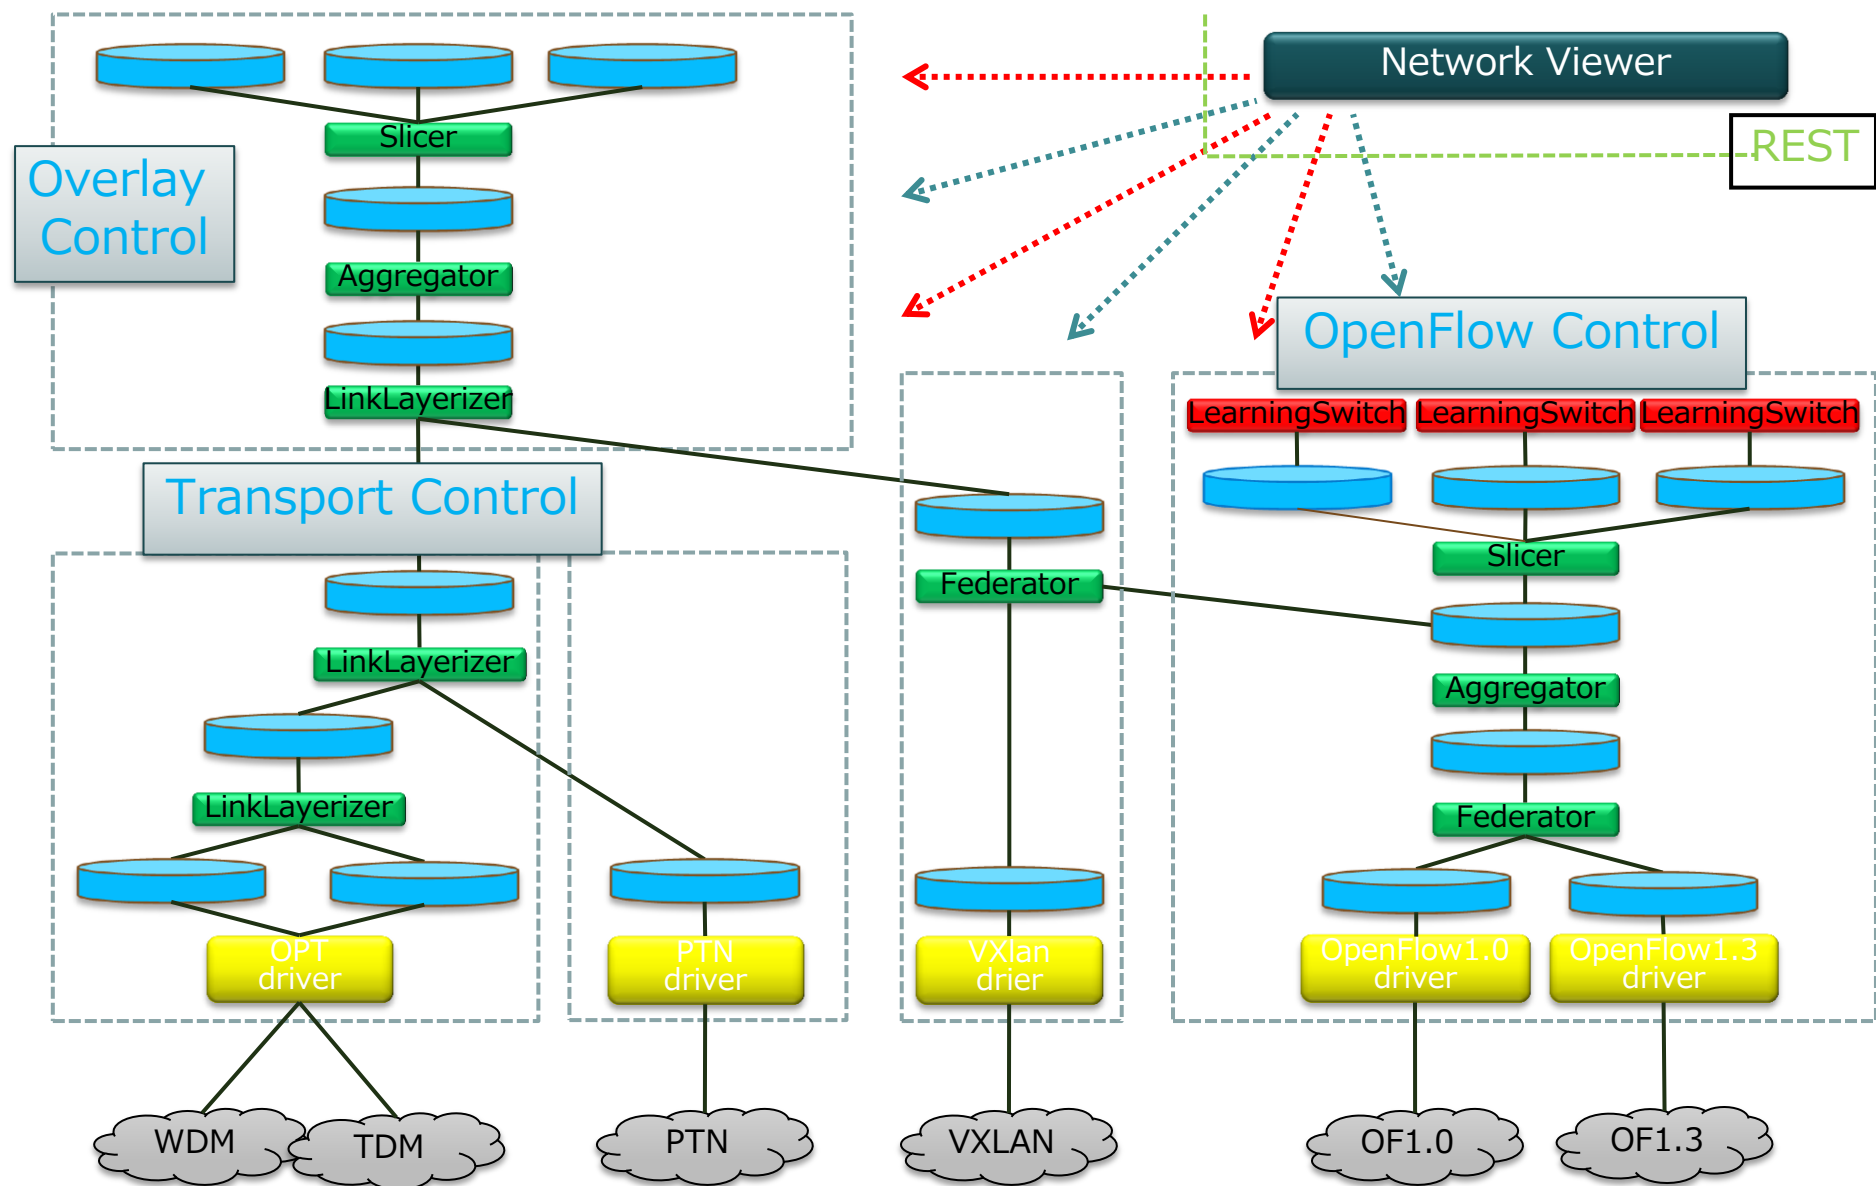 Network Viewer
REST
Slicer
Overlay
Control
Aggregator
LinkLayerizer
OpenFlow Control
LearningSwitch
LearningSwitch
LearningSwitch
Transport Control
Slicer
Federator
LinkLayerizer
Aggregator
LinkLayerizer
Federator
OPT
driver
PTN
driver
VXlan
drier
OpenFlow1.0
driver
OpenFlow1.3
driver
WDM
TDM
PTN
VXLAN
OF1.0
OF1.3